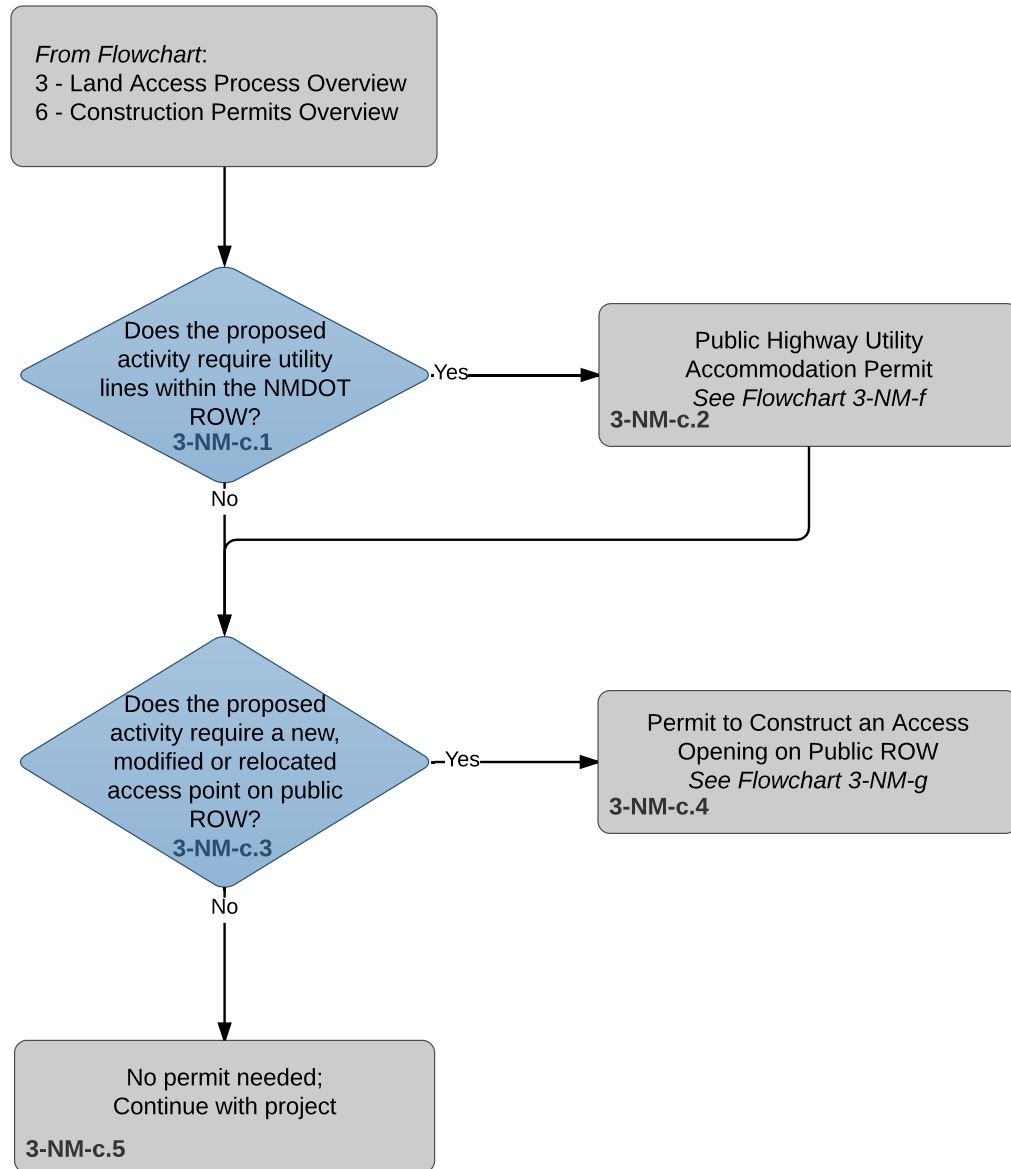 From Flowchart:
3 - Land Access Process Overview
6 - Construction Permits Overview
Does the proposed
activity require utility
lines within the NMDOT
ROW?
3-NM-c.1
Yes
Public Highway Utility
Accommodation Permit
See Flowchart 3-NM-f
3-NM-c.2
No
Does the proposed
activity require a new,
modified or relocated
access point on public
ROW?
3-NM-c.3
Yes
Permit to Construct an Access
Opening on Public ROW
See Flowchart 3-NM-g
3-NM-c.4
No
No permit needed;
Continue with project
3-NM-c.5